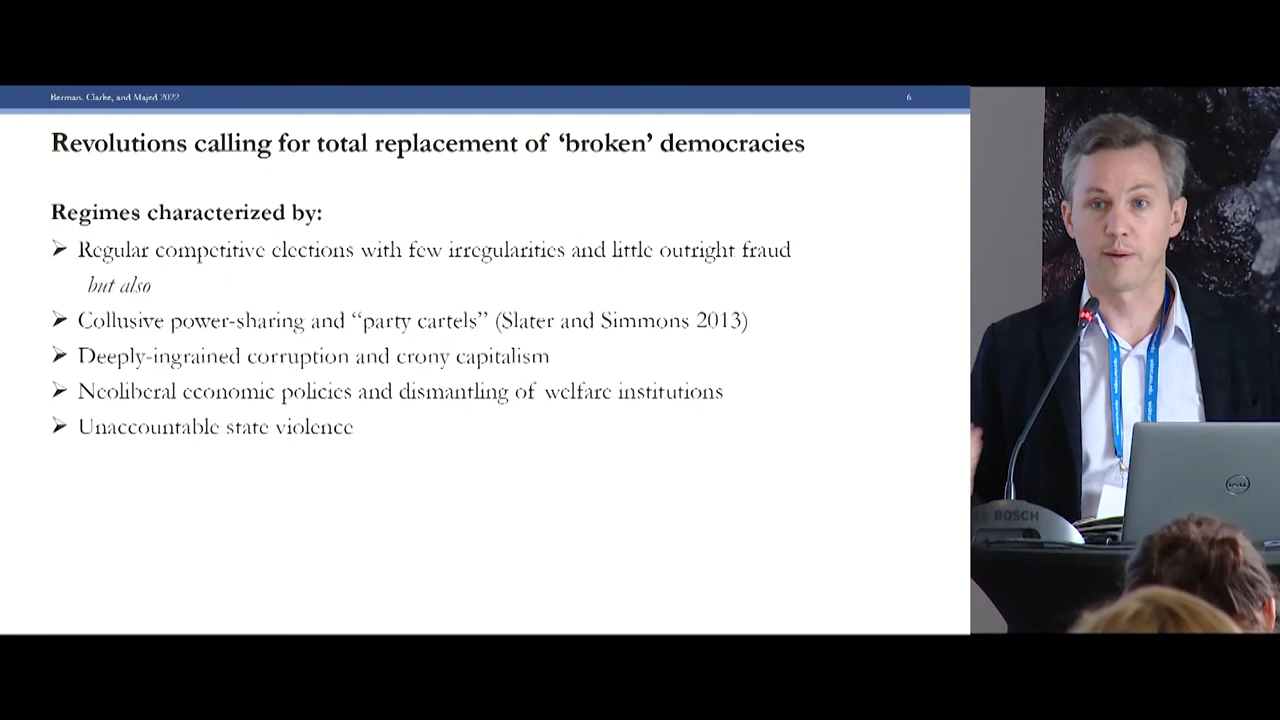 Berman, Clarke, and Majed 2022
6
Revolutions calling for total replacement of ‘broken’ democracies
Regimes characterized by:
➢ Regular competitive elections with few irregularities and little outright fraud
but also
➢ Collusive power-sharing and “party cartels” (Slater and Simmons 2013)
➢ Deeply-ingrained corruption and crony capitalism
➢ Neoliberal economic policies and dismantling of welfare institutions
➢ Unaccountable state violence
BOSCH
DELL